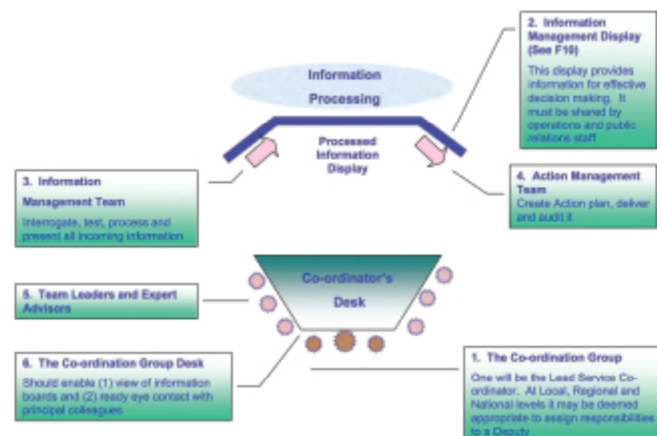 2. Information
Management Display
(See F10)
This display provides
information for effective
decision making. It
must be shared by
operations and public
relations staff
Information
Processing
Processed
Information
Display
3. Information
Management Team
Interrogate, test, process and
present all incoming information
4. Action Management
Team
Create Action plan, deliver
and audit it
Co-ordinator's
Desk
5. Team Leaders and Expert
Advisors
6. The Co-ordination Group Desk
Should enable (1) view of information
boards and (2) ready eye contact with
principal colleagues
1. The Co-ordination Group
One will be the Lead Service Co-
ordinator. At Local, Regional and
National levels it may be deemed
appropriate to assign responsibilities
to a Deputy